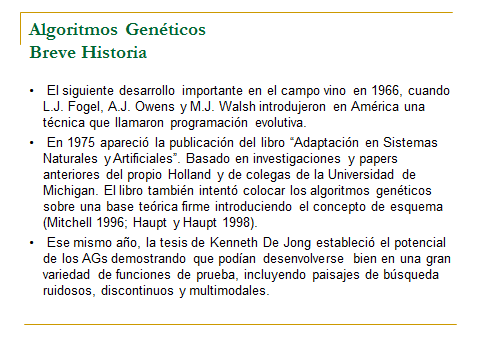 Algoritmos Genéticos
Breve Historia
• El siguiente desarrollo importante en el campo vino en 1966, cuando
L.J. Fogel, A.J. Owens y M.J. Walsh introdujeron en América una
técnica que llamaron programación evolutiva.
• En 1975 apareció la publicación del libro “Adaptación en Sistemas
Naturales y Artificiales”. Basado en investigaciones y papers
anteriores del propio Holland y de colegas de la Universidad de
Michigan. El libro también intentó colocar los algoritmos genéticos
sobre una base teórica firme introduciendo el concepto de esquema
(Mitchell 1996; Haupt y Haupt 1998).
• Ese mismo año, la tesis de Kenneth De Jong estableció el potencial
de los AGs demostrando que podían desenvolverse bien en una gran
variedad de funciones de prueba, incluyendo paisajes de búsqueda
ruidosos, discontinuos y multimodales.